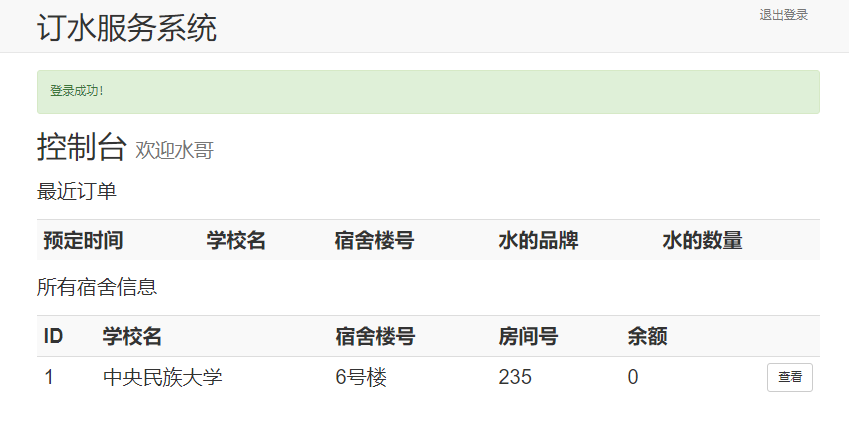 订水服务系统 退出登录
登录成功!
控制台 欢迎水哥
最近订单
预定时间 学校名 宿舍楼号 水的品牌 水的数量
所有宿舍信息
ID 学校名 宿舍楼号 房间号 余额
1 中央民族大学 6号楼 235 0 查看